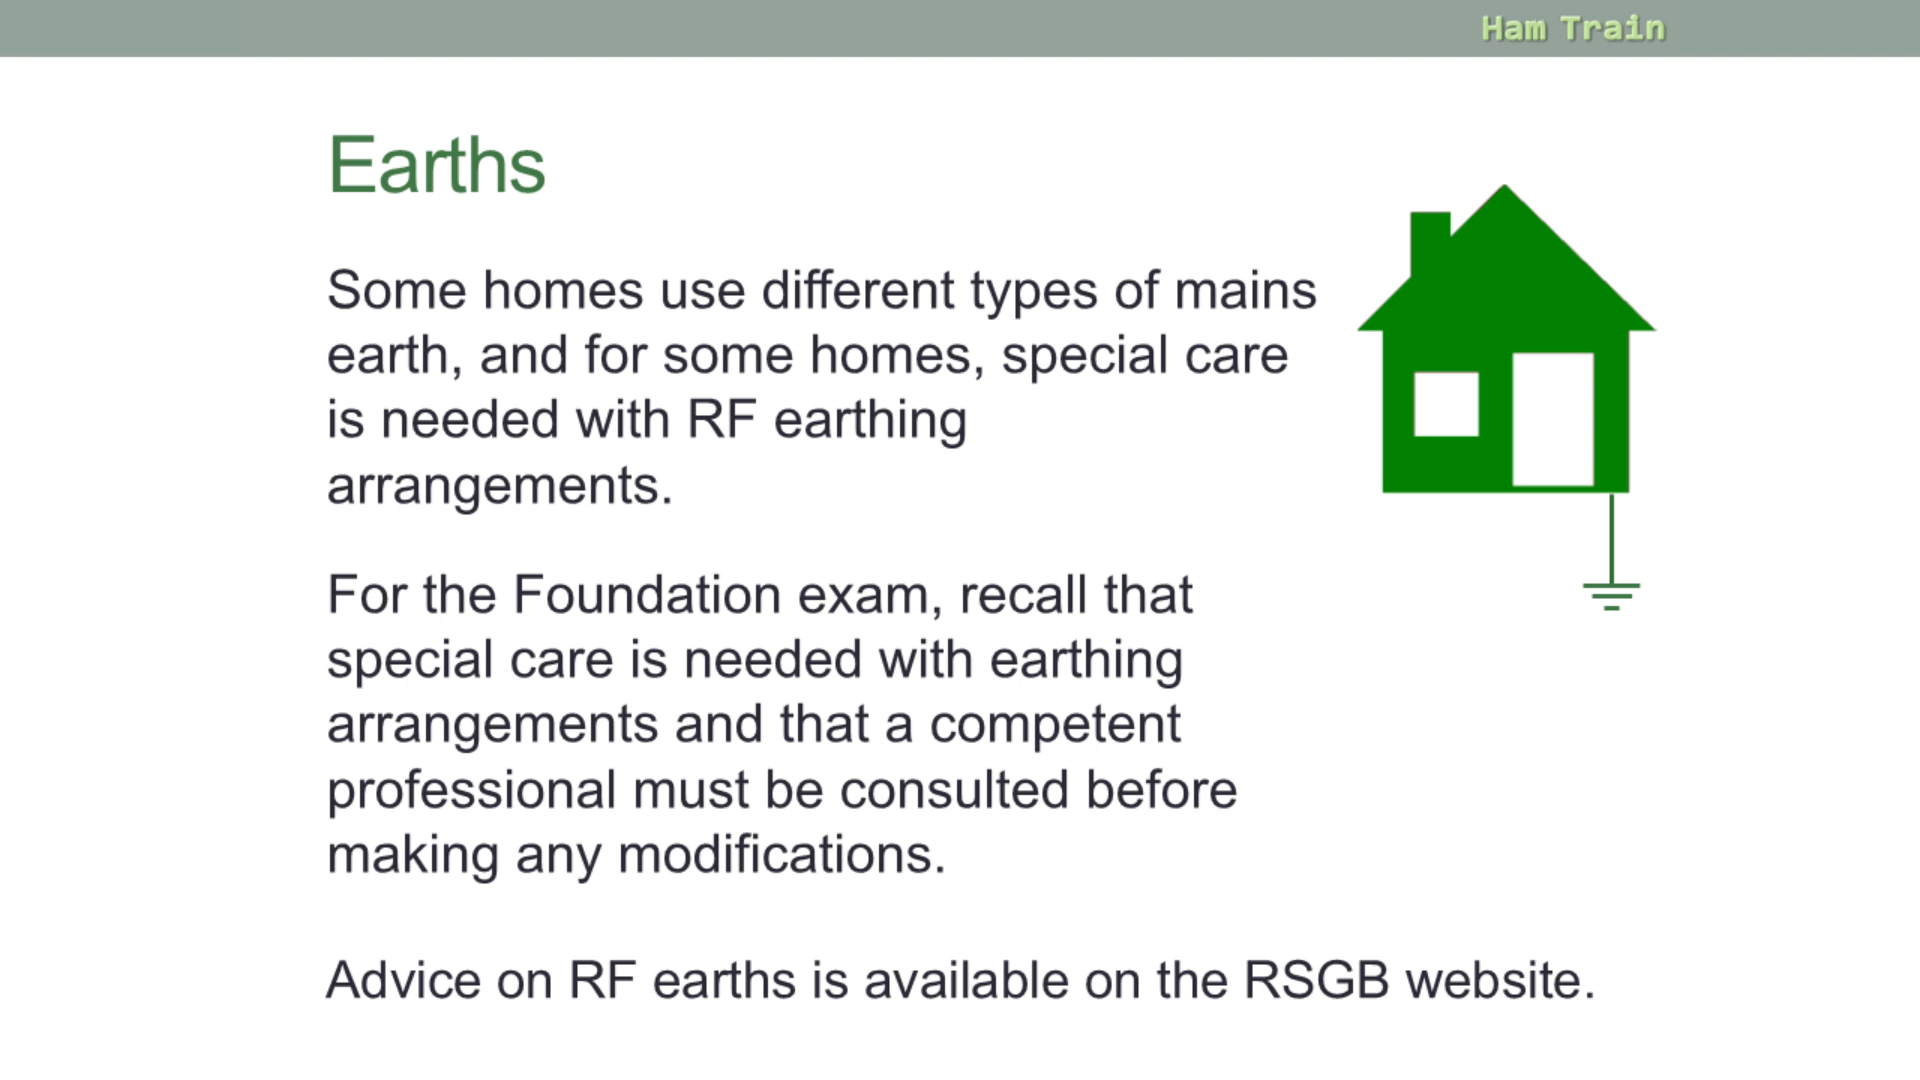 Ham Train
Earths
Some homes use different types of mains
earth, and for some homes, special care
is needed with RF earthing
arrangements.
For the Foundation exam, recall that
special care is needed with earthing
arrangements and that a competent
professional must be consulted before
making any modifications.
Advice on RF earths is available on the RSGB website.